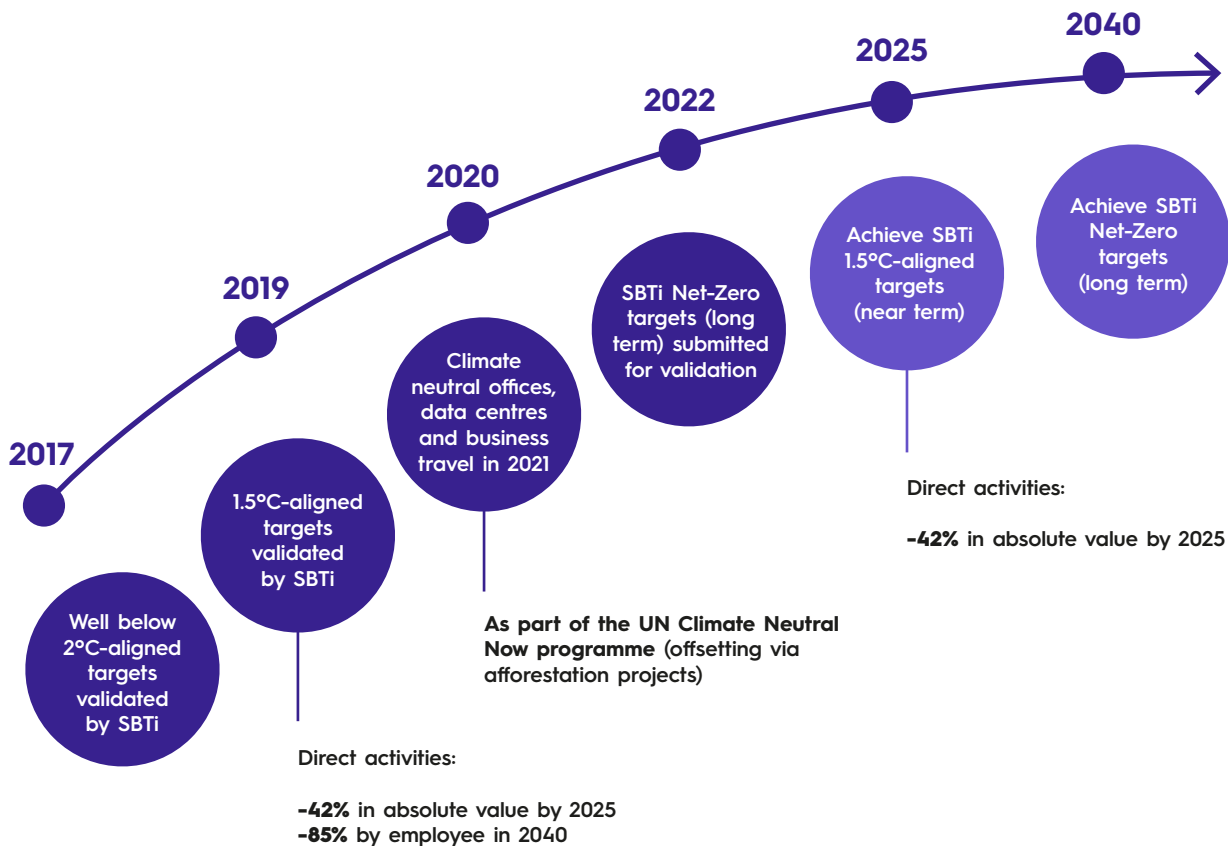 2017
Well below
2°C-aligned
targets
validated
by SBTi
2019
1.5°C-aligned
targets
validated
by SBTi
Direct activities:
-42% in absolute value by 2025
-85% by employee in 2040
2020
Climate
neutral offices,
data centres
and business
travel in 2021
As part of the UN Climate Neutral
Now programme (offsetting via
afforestation projects)
2022
SBTi Net-Zero
targets (long
term) submitted
for validation
2025
Achieve SBTi
1.5°C-aligned
targets
(near term)
Direct activities:
-42% in absolute value by 2025
2040
Achieve SBTi
Net-Zero
targets
(long term)